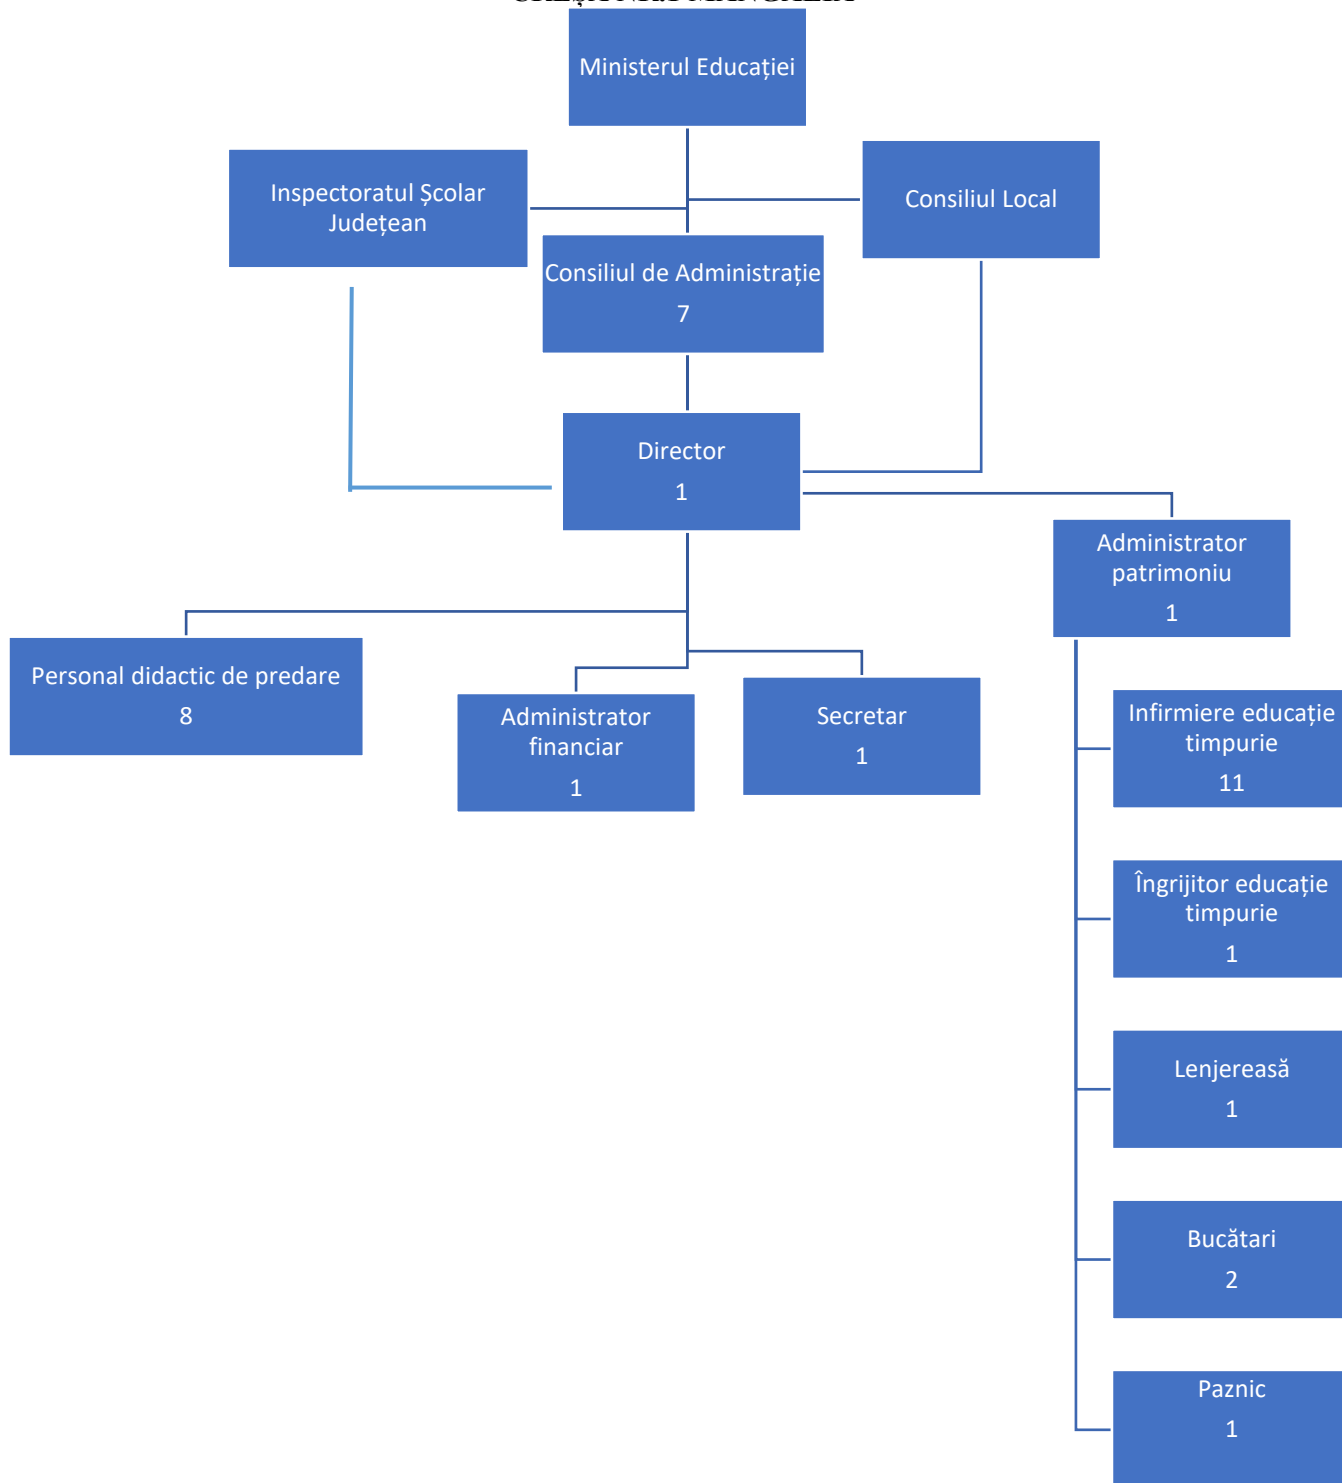 Ministerul Educației
Inspectoratul Școlar
Județean
Consiliul Local
Consiliul de Administrație
7
Director
1
Administrator
patrimoniu
1
Personal didactic de predare
8
Administrator
financiar
1
Secretar
1
Infirmiere educație
timpurie
11
Îngrijitor educație
timpurie
1
Lenjereasă
1
Bucătari
2
Paznic
1